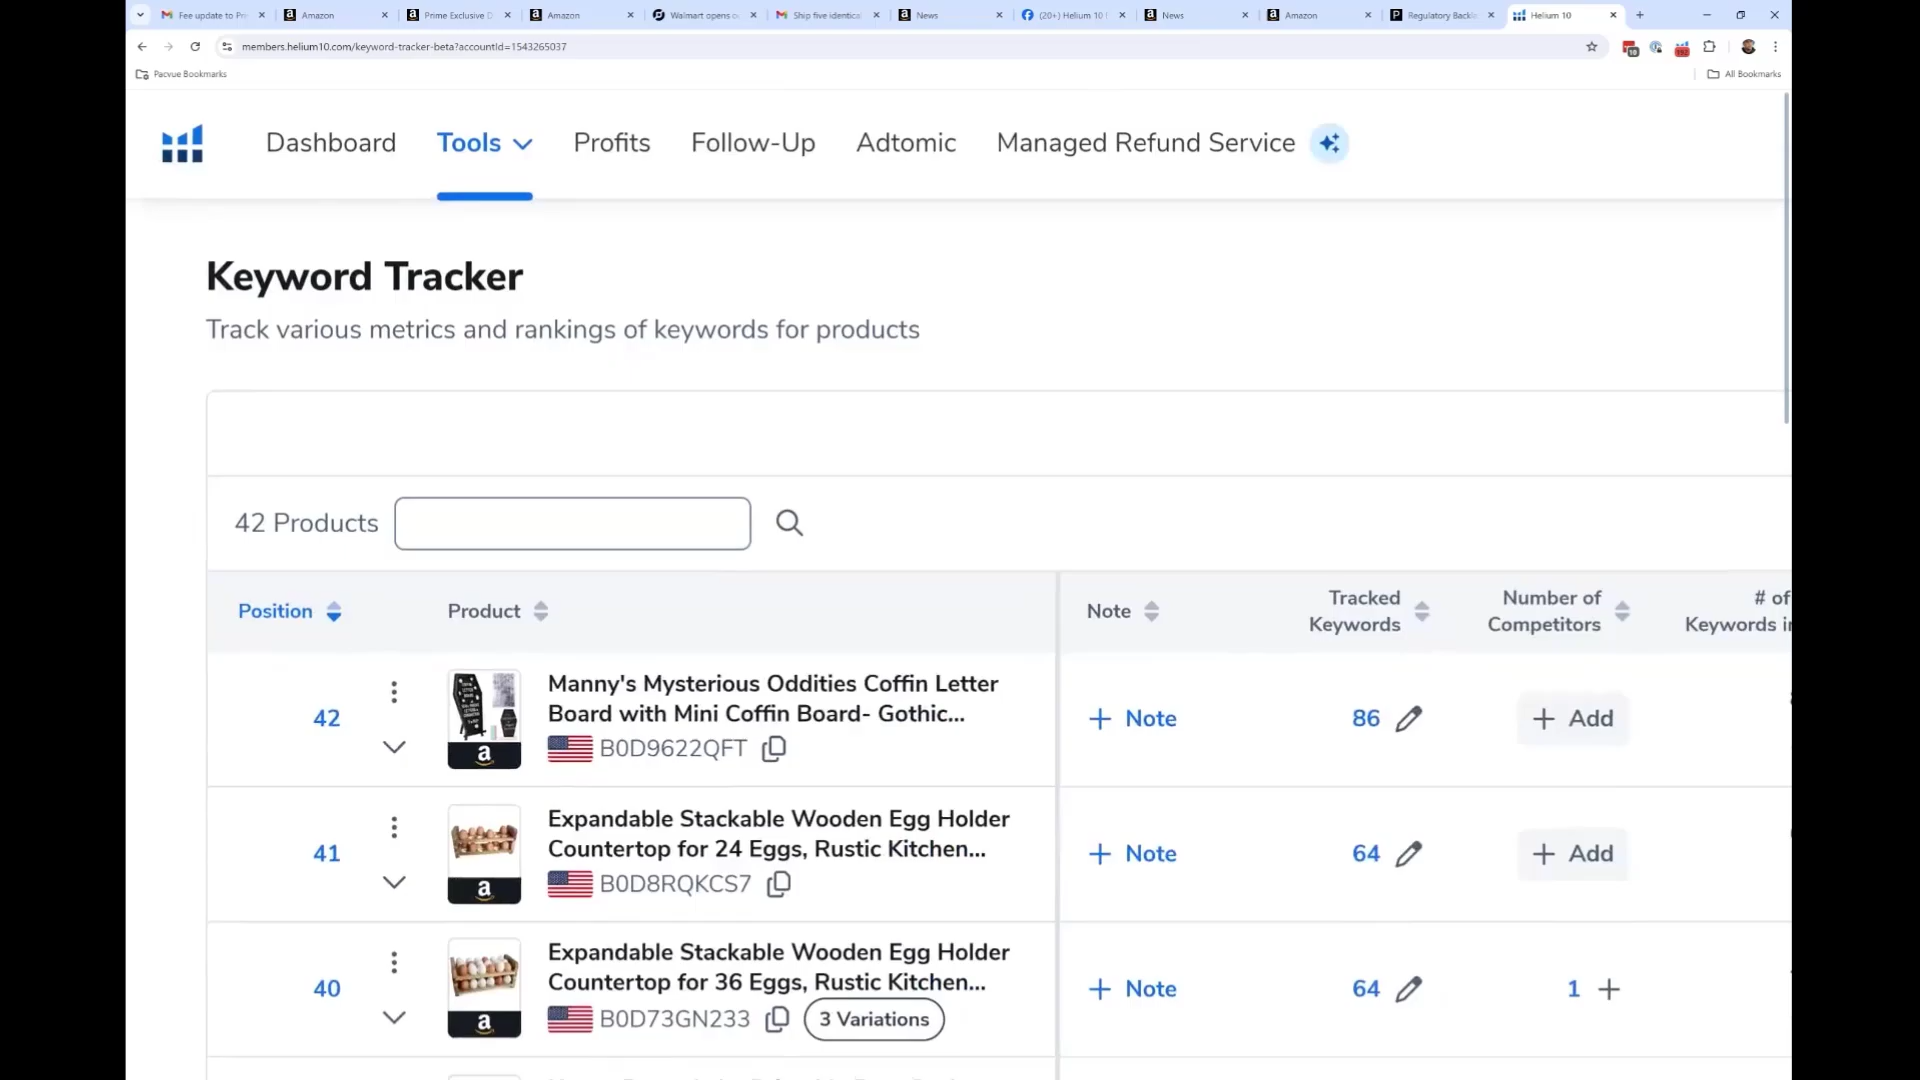 Fee update to Pri
Amazon
Prime Exclusive D
Amazon
Walmart opens
Ship five identica
News
(20+) Helium 10
News
Amazon
Regulatory Backl
Helium 10
members.helium10.com/keyword-tracker-beta?accountId=1543265037
Pacvue Bookmarks
All Bookmarks
Dashboard
Tools
Profits
Follow-Up
Adtomic
Managed Refund Service
Keyword Tracker
Track various metrics and rankings of keywords for products
42 Products
Position
Product
Note
Tracked
Keywords
Number of
Competitors
# of
Keywords in
42
Manny's Mysterious Oddities Coffin Letter
Board with Mini Coffin Board- Gothic...
B0D9622QFT
+ Note
86
+ Add
41
Expandable Stackable Wooden Egg Holder
Countertop for 24 Eggs, Rustic Kitchen...
B0D8RQKCS7
+ Note
64
+ Add
40
Expandable Stackable Wooden Egg Holder
Countertop for 36 Eggs, Rustic Kitchen...
B0D73GN233
3 Variations
+ Note
64
1 +